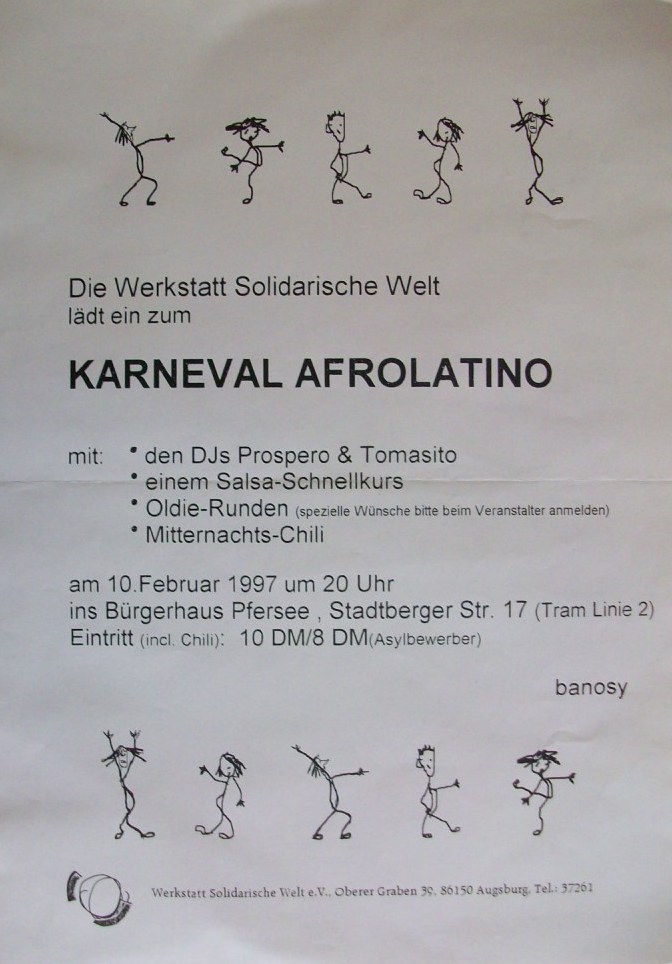 Die Werkstatt Solidarische Welt
lädt ein zum
KARNEVAL AFROLATINO
mit: • den DJs Prospero & Tomasito
• einem Salsa-Schnellkurs
• Oldie-Runden (spezielle Wünsche bitte beim Veranstalter anmelden)
• Mitternachts-Chili
am 10.Februar 1997 um 20 Uhr
ins Bürgerhaus Pfersee , Stadtberger Str. 17 (Tram Linie 2)
Eintritt (incl. Chili): 10 DM/8 DM(Asylbewerber)
banosy
Werkstatt Solidarische Welt e.V., Oberer Graben 39, 86150 Augsburg, Tel.: 37261